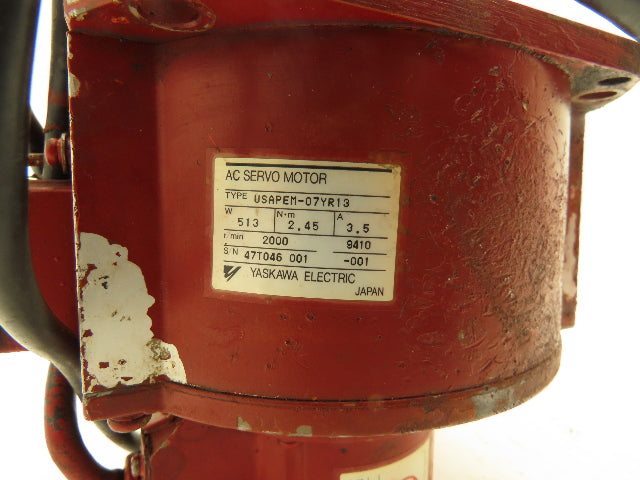 AC SERVO MOTOR
TYPE USAPEM-07YR13
W N·m A
513 2.45 3.5
r/min 2000 9410
S N 47T046 001 -001
YASKAWA ELECTRIC
JAPAN